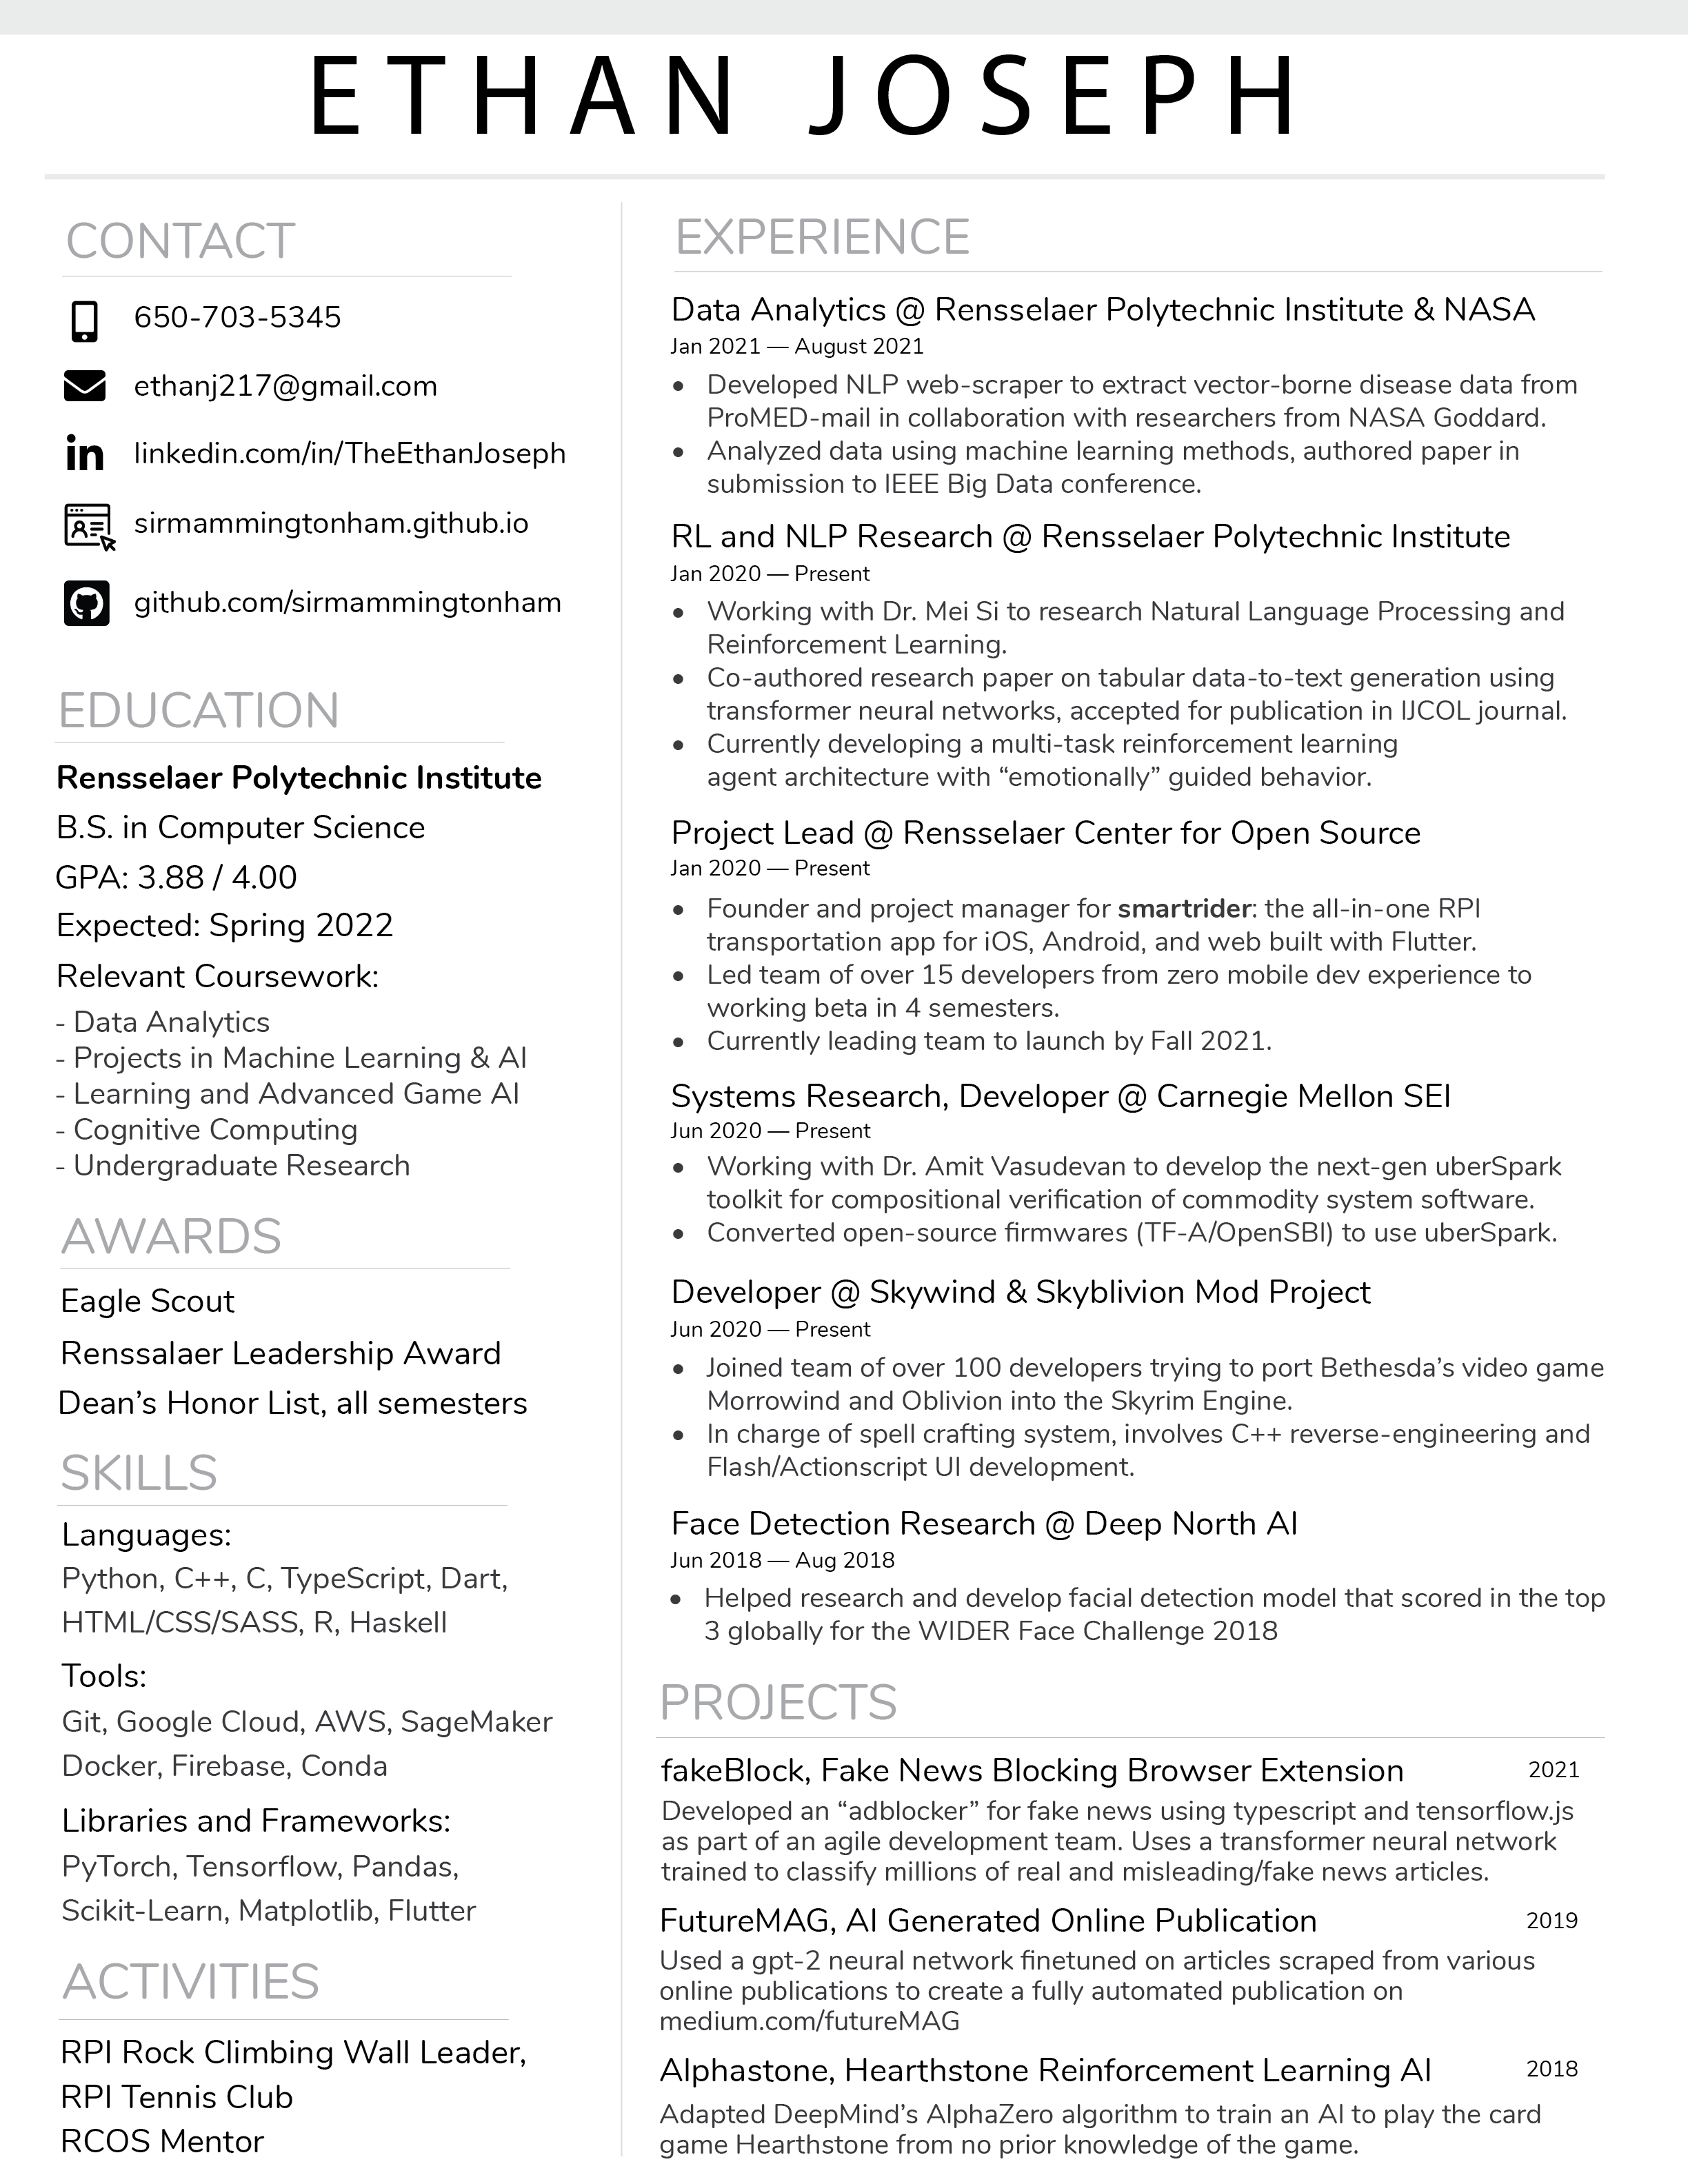 ETHAN JOSEPH
CONTACT
650-703-5345
ethanj217@gmail.com
linkedin.com/in/TheEthanJoseph
sirmammingtonham.github.io
github.com/sirmammingtonham
EDUCATION
Rensselaer Polytechnic Institute
B.S. in Computer Science
GPA: 3.88 / 4.00
Expected: Spring 2022
Relevant Coursework:
- Data Analytics
- Projects in Machine Learning & AI
- Learning and Advanced Game AI
- Cognitive Computing
- Undergraduate Research
AWARDS
Eagle Scout
Renssalaer Leadership Award
Dean’s Honor List, all semesters
SKILLS
Languages:
Python, C++, C, TypeScript, Dart,
HTML/CSS/SASS, R, Haskell
Tools:
Git, Google Cloud, AWS, SageMaker
Docker, Firebase, Conda
Libraries and Frameworks:
PyTorch, Tensorflow, Pandas,
Scikit-Learn, Matplotlib, Flutter
ACTIVITIES
RPI Rock Climbing Wall Leader,
RPI Tennis Club
RCOS Mentor
EXPERIENCE
Data Analytics @ Rensselaer Polytechnic Institute & NASA
Jan 2021 — August 2021
• Developed NLP web-scraper to extract vector-borne disease data from
ProMED-mail in collaboration with researchers from NASA Goddard.
• Analyzed data using machine learning methods, authored paper in
submission to IEEE Big Data conference.
RL and NLP Research @ Rensselaer Polytechnic Institute
Jan 2020 — Present
• Working with Dr. Mei Si to research Natural Language Processing and
Reinforcement Learning.
• Co-authored research paper on tabular data-to-text generation using
transformer neural networks, accepted for publication in IJCOL journal.
• Currently developing a multi-task reinforcement learning
agent architecture with “emotionally” guided behavior.
Project Lead @ Rensselaer Center for Open Source
Jan 2020 — Present
• Founder and project manager for smartrider: the all-in-one RPI
transportation app for iOS, Android, and web built with Flutter.
• Led team of over 15 developers from zero mobile dev experience to
working beta in 4 semesters.
• Currently leading team to launch by Fall 2021.
Systems Research, Developer @ Carnegie Mellon SEI
Jun 2020 — Present
• Working with Dr. Amit Vasudevan to develop the next-gen uberSpark
toolkit for compositional verification of commodity system software.
• Converted open-source firmwares (TF-A/OpenSBI) to use uberSpark.
Developer @ Skywind & Skyblivion Mod Project
Jun 2020 — Present
• Joined team of over 100 developers trying to port Bethesda’s video game
Morrowind and Oblivion into the Skyrim Engine.
• In charge of spell crafting system, involves C++ reverse-engineering and
Flash/Actionscript UI development.
Face Detection Research @ Deep North AI
Jun 2018 — Aug 2018
• Helped research and develop facial detection model that scored in the top
3 globally for the WIDER Face Challenge 2018
PROJECTS
fakeBlock, Fake News Blocking Browser Extension 2021
Developed an “adblocker” for fake news using typescript and tensorflow.js
as part of an agile development team. Uses a transformer neural network
trained to classify millions of real and misleading/fake news articles.
FutureMAG, AI Generated Online Publication 2019
Used a gpt-2 neural network finetuned on articles scraped from various
online publications to create a fully automated publication on
medium.com/futureMAG
Alphastone, Hearthstone Reinforcement Learning AI 2018
Adapted DeepMind’s AlphaZero algorithm to train an AI to play the card
game Hearthstone from no prior knowledge of the game.